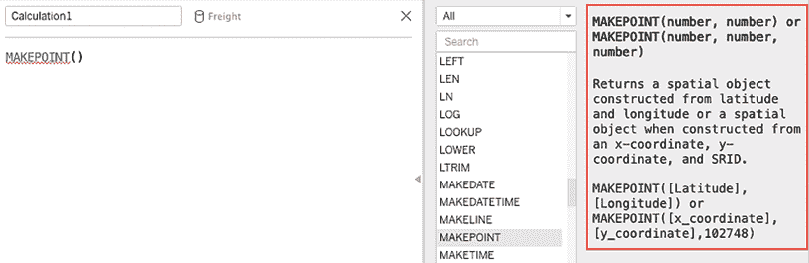 Calculation1
Freight
MAKEPOINT()
All
Search
LEFT
LEN
LN
LOG
LOOKUP
LOWER
LTRIM
MAKEDATE
MAKEDATETIME
MAKELINE
MAKEPOINT
MAKETIME
MAKEPOINT(number, number) or
MAKEPOINT(number, number,
number)
Returns a spatial object
constructed from latitude
and longitude or a spatial
object when constructed from
an x-coordinate, y-
coordinate, and SRID.
MAKEPOINT([Latitude],
[Longitude]) or
MAKEPOINT([x_coordinate],
[y_coordinate],102748)